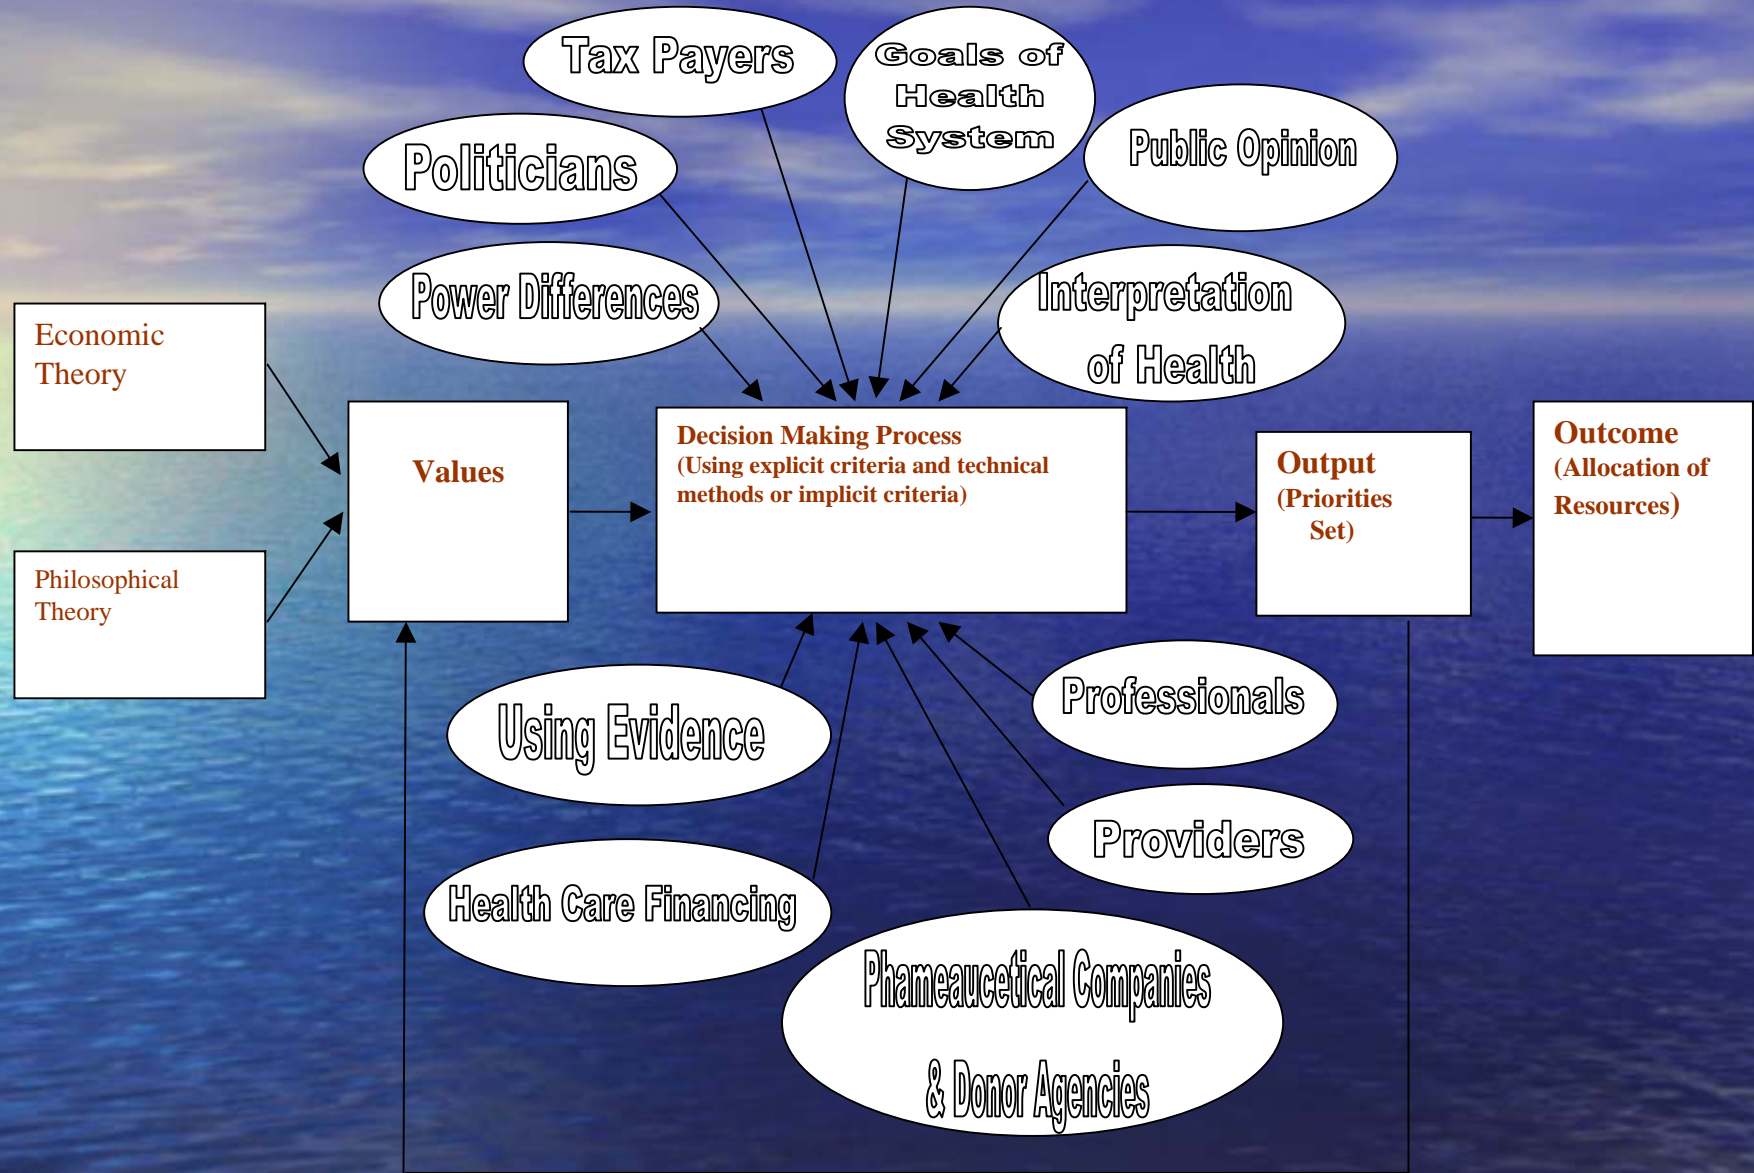 Tax Payers
Goals of
Health
System
Politicians
Public Opinion
Power Differences
Interpretation
of Health
Economic
Theory
Values
Decision Making Process
(Using explicit criteria and technical
methods or implicit criteria)
Output
(Priorities
Set)
Outcome
(Allocation of
Resources)
Philosophical
Theory
Using Evidence
Professionals
Providers
Health Care Financing
Phameaucetical Companies
& Donor Agencies